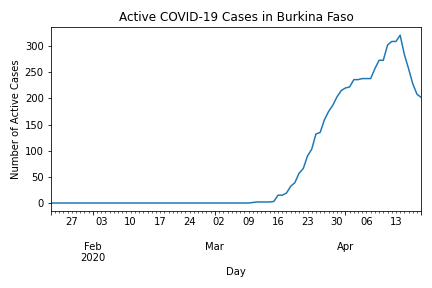 Active COVID-19 Cases in Burkina Faso
Number of Active Cases
300
250
200
150
100
50
0
27 03 10 17 24 02 09 16 23 30 06 13
Feb Mar Apr
2020
Day